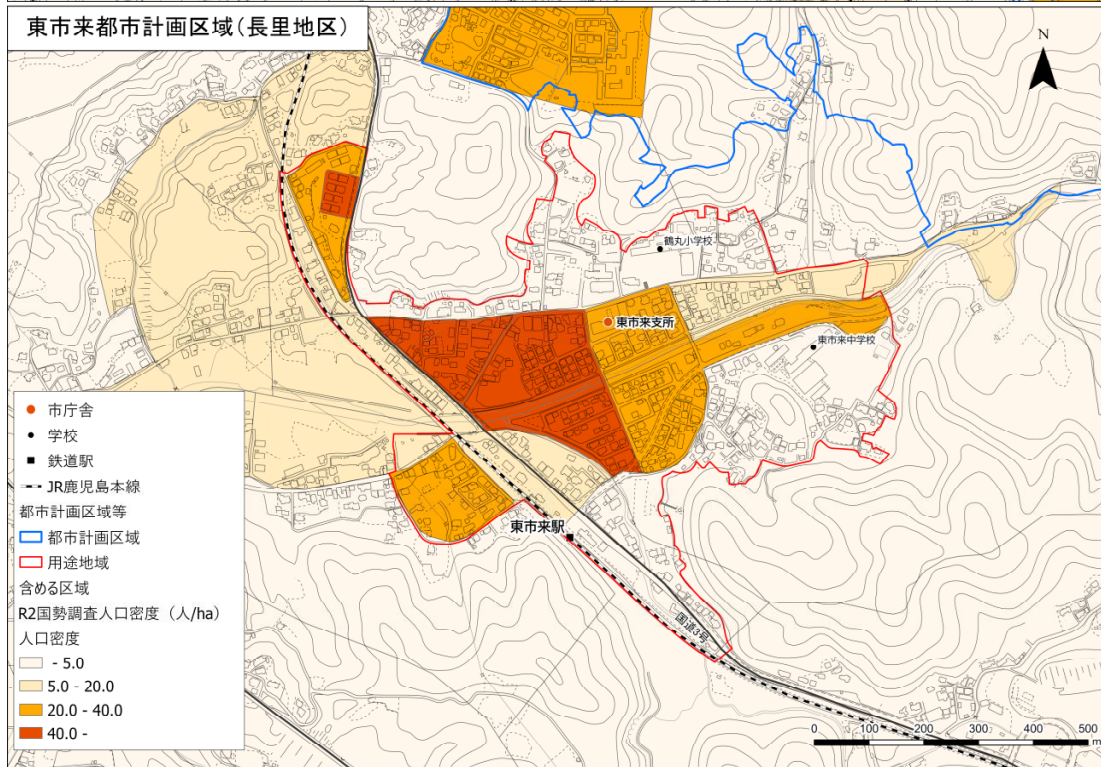 東市来都市計画区域(長里地区)
N
鶴丸小学校
東市来支所
東市来中学校
東市来駅
国道3号
市庁舎
学校
鉄道駅
JR鹿児島本線
都市計画区域等
都市計画区域
用途地域
含める区域
R2国勢調査人口密度(人/ha)
人口密度
- 5.0
5.0 - 20.0
20.0 - 40.0
40.0 -
0 100 200 300 400 500
m